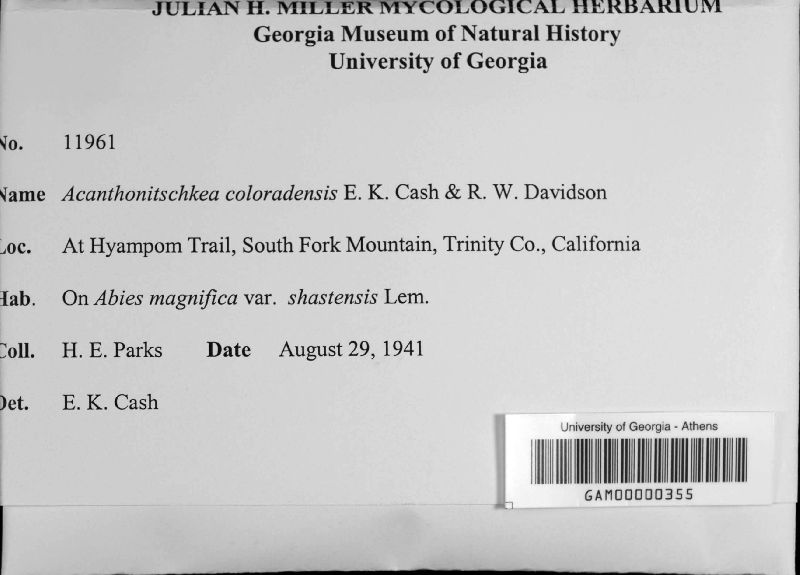 JULIAN H. MILLER MYCOLOGICAL HERBARIUM
Georgia Museum of Natural History
University of Georgia
No. 11961
Name Acanthonitschkea coloradensis E. K. Cash & R. W. Davidson
Loc. At Hyampom Trail, South Fork Mountain, Trinity Co., California
Hab. On Abies magnifica var. shastensis Lem.
Coll. H. E. Parks Date August 29, 1941
Det. E. K. Cash
University of Georgia - Athens
GAM00000355